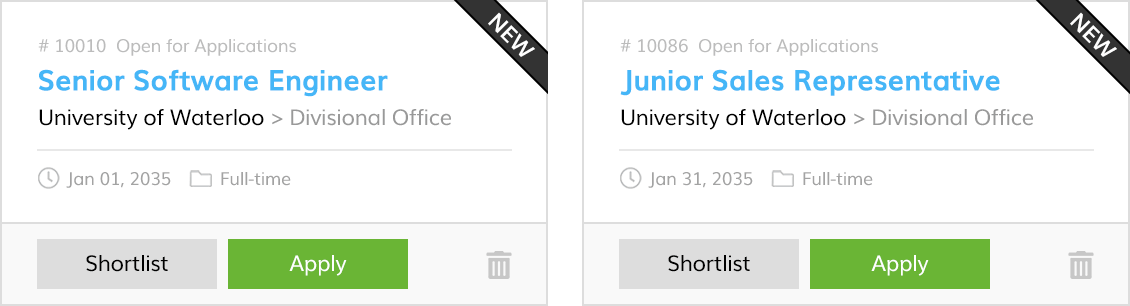 # 10010 Open for Applications
NEW
Senior Software Engineer
University of Waterloo > Divisional Office
Jan 01, 2035 Full-time
Shortlist Apply
# 10086 Open for Applications
NEW
Junior Sales Representative
University of Waterloo > Divisional Office
Jan 31, 2035 Full-time
Shortlist Apply